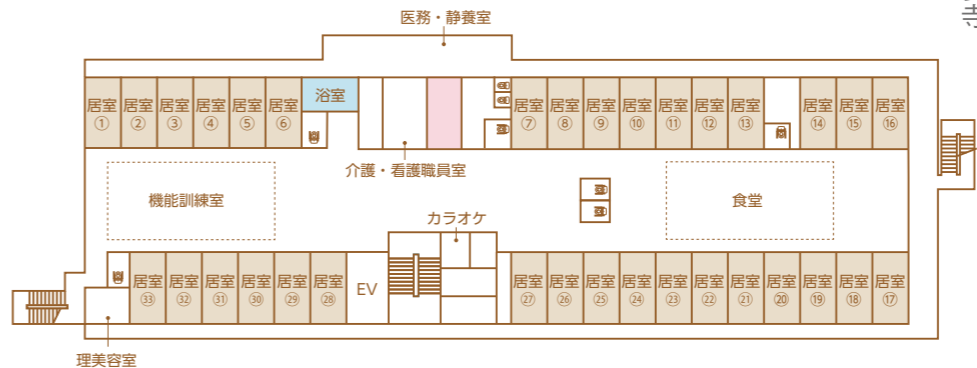 医務・静養室
居室
①
居室
②
居室
③
居室
④
居室
⑤
居室
⑥
浴室
居室
⑦
居室
⑧
居室
⑨
居室
⑩
居室
⑪
居室
⑫
居室
⑬
居室
⑭
居室
⑮
居室
⑯
介護・看護職員室
機能訓練室
カラオケ
食堂
居室
㉝
居室
㉜
居室
㉛
居室
㉚
居室
㉙
居室
㉘
EV
居室
㉗
居室
㉖
居室
㉕
居室
㉔
居室
㉓
居室
㉒
居室
㉑
居室
⑳
居室
⑲
居室
⑱
居室
⑰
理美容室